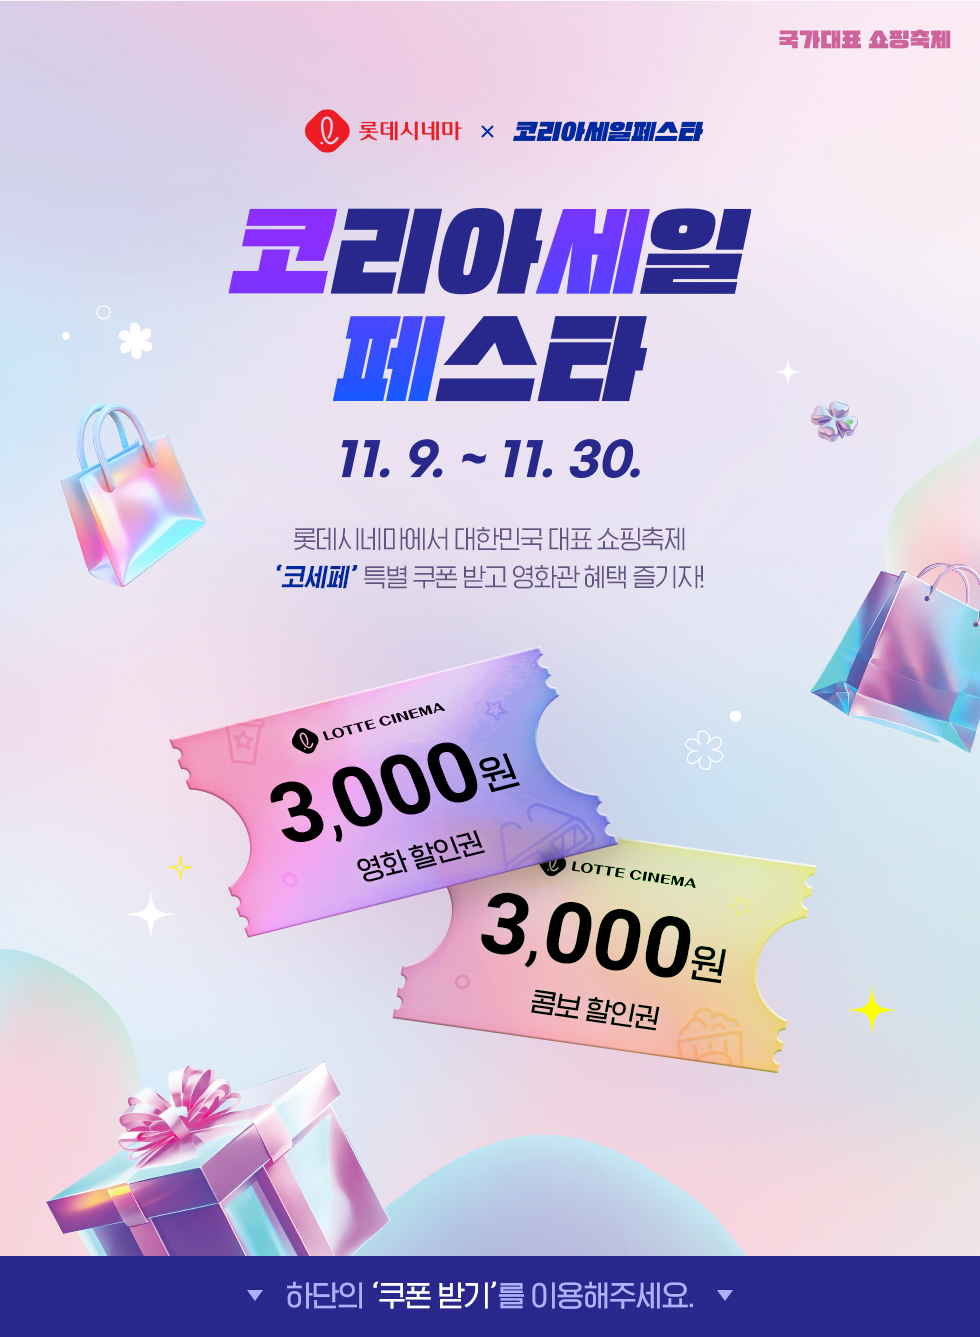 국가대표 쇼핑축제
롯데시네마 × 코리아세일페스타
코리아세일
페스타
11. 9. ~ 11. 30.
롯데시네마에서 대한민국 대표 쇼핑축제
‘코세페’ 특별 쿠폰 받고 영화관 혜택 즐기자!
LOTTE CINEMA
3,000원
영화 할인권
LOTTE CINEMA
3,000원
콤보 할인권
하단의 ‘쿠폰 받기’를 이용해주세요.